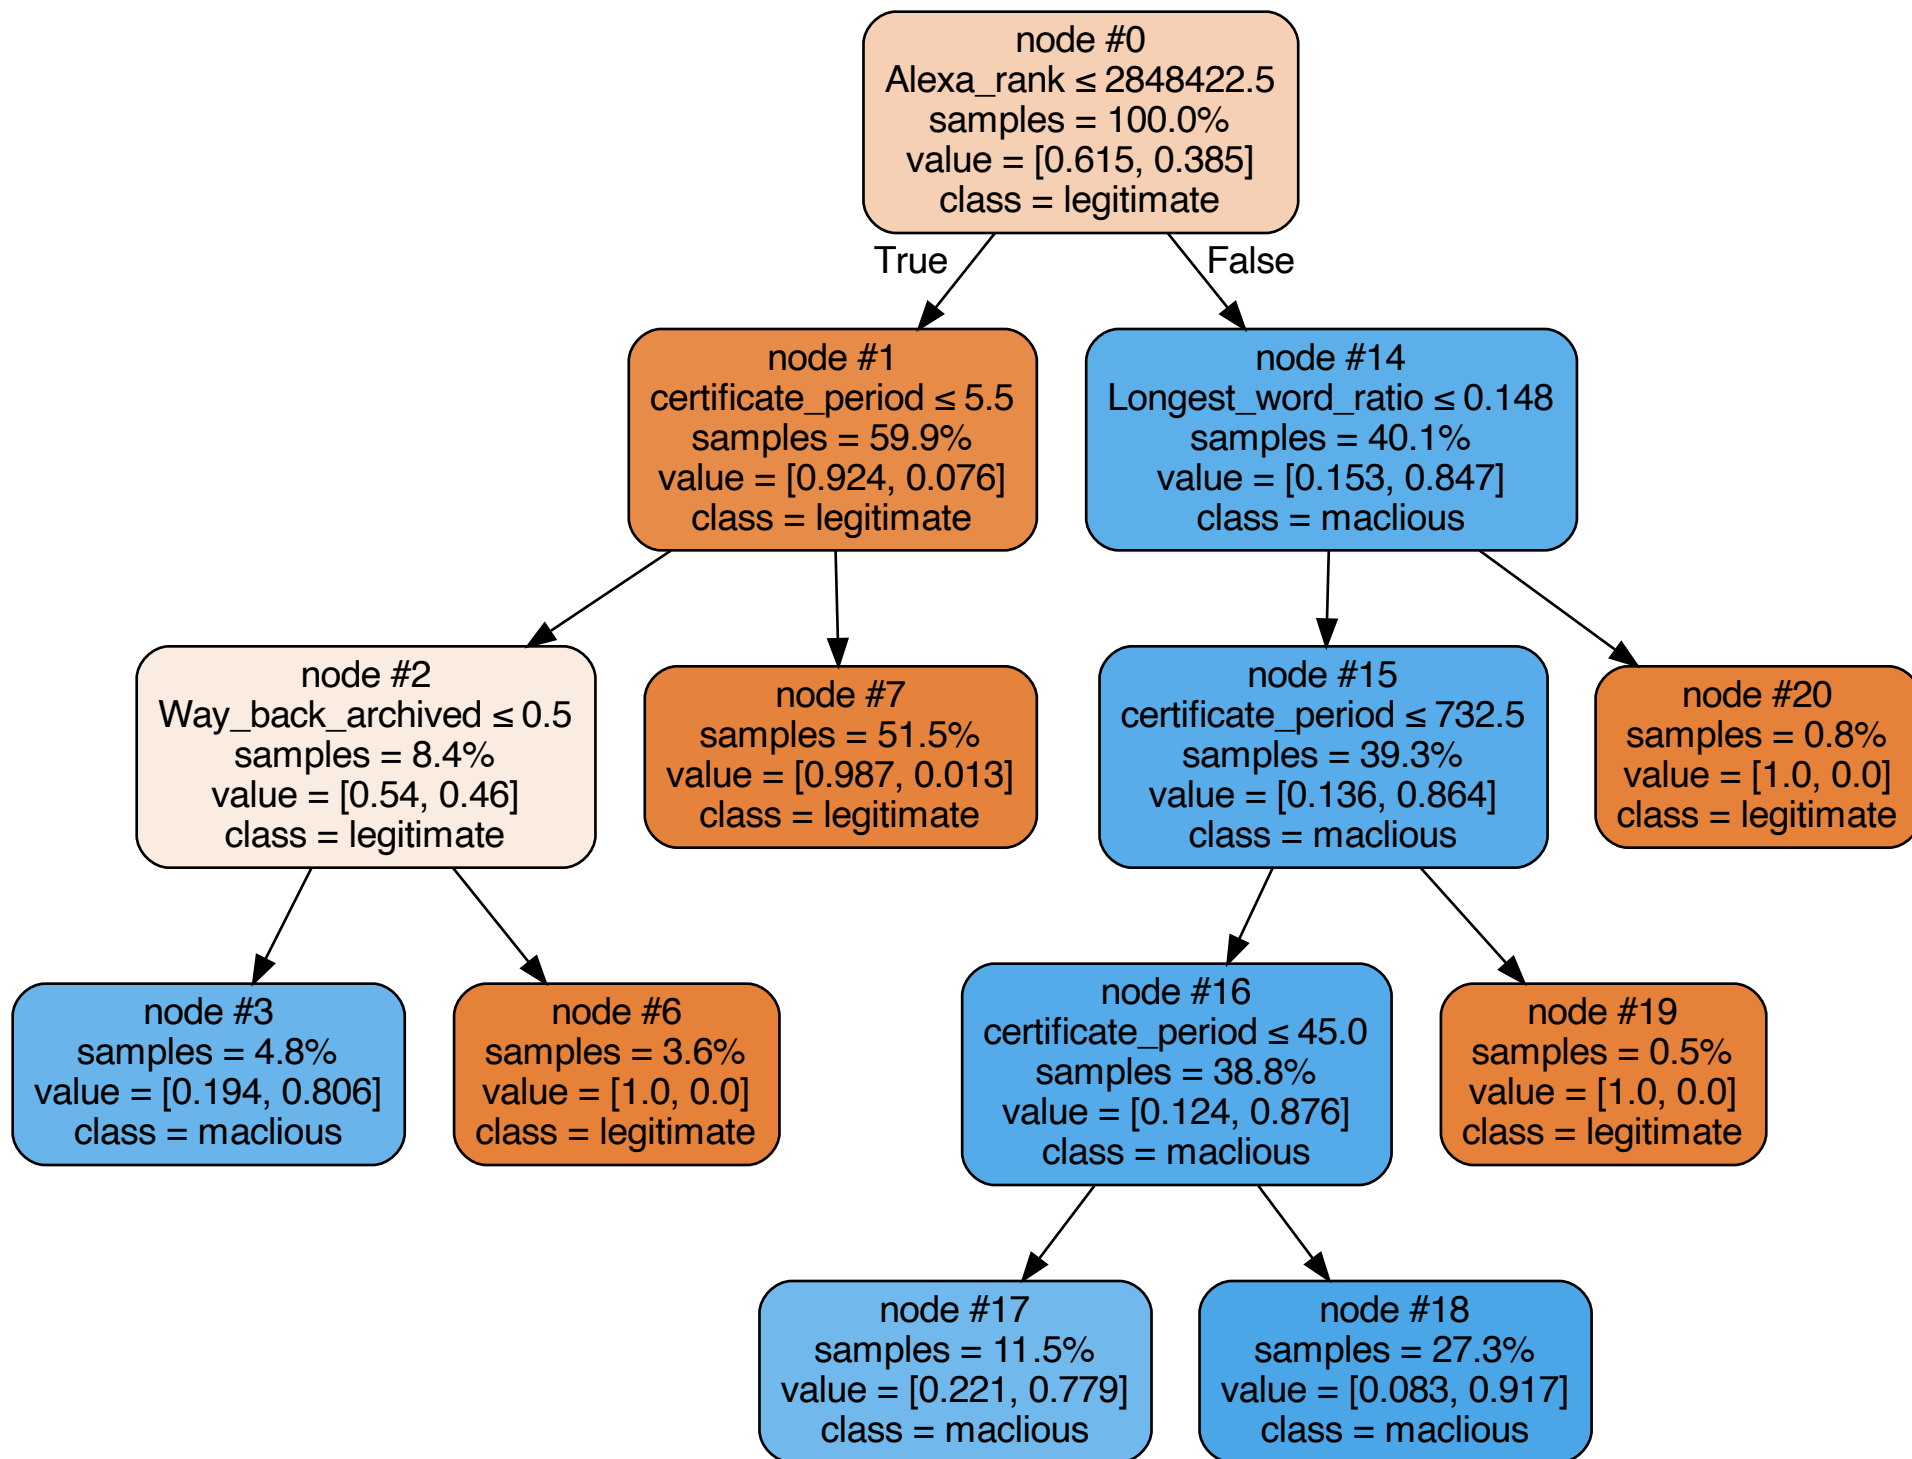 node #0
Alexa_rank ≤ 2848422.5
samples = 100.0%
value = [0.615, 0.385]
class = legitimate
True
False
node #1
certificate_period ≤ 5.5
samples = 59.9%
value = [0.924, 0.076]
class = legitimate
node #14
Longest_word_ratio ≤ 0.148
samples = 40.1%
value = [0.153, 0.847]
class = maclious
node #2
Way_back_archived ≤ 0.5
samples = 8.4%
value = [0.54, 0.46]
class = legitimate
node #7
samples = 51.5%
value = [0.987, 0.013]
class = legitimate
node #15
certificate_period ≤ 732.5
samples = 39.3%
value = [0.136, 0.864]
class = maclious
node #20
samples = 0.8%
value = [1.0, 0.0]
class = legitimate
node #3
samples = 4.8%
value = [0.194, 0.806]
class = maclious
node #6
samples = 3.6%
value = [1.0, 0.0]
class = legitimate
node #16
certificate_period ≤ 45.0
samples = 38.8%
value = [0.124, 0.876]
class = maclious
node #19
samples = 0.5%
value = [1.0, 0.0]
class = legitimate
node #17
samples = 11.5%
value = [0.221, 0.779]
class = maclious
node #18
samples = 27.3%
value = [0.083, 0.917]
class = maclious